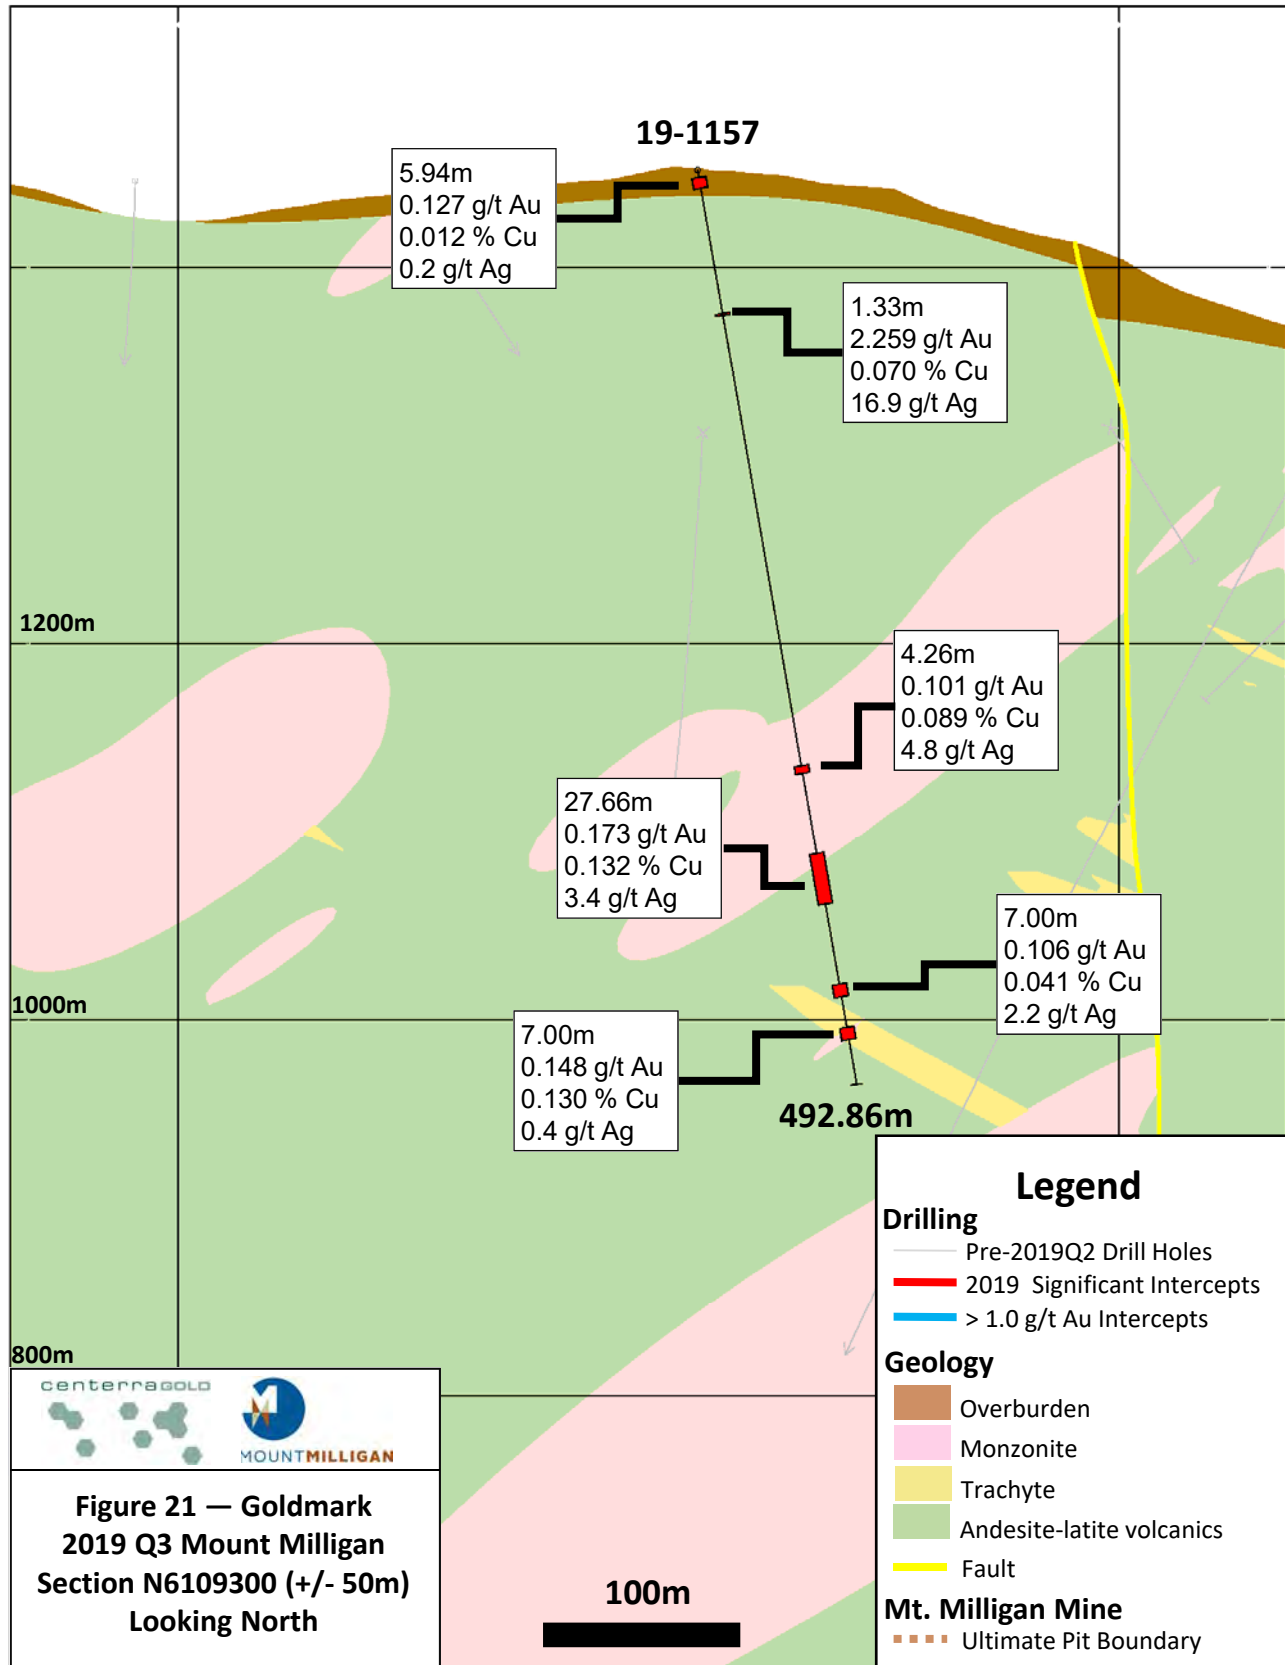 19-1157
5.94m
0.127 g/t Au
0.012 % Cu
0.2 g/t Ag
1.33m
2.259 g/t Au
0.070 % Cu
16.9 g/t Ag
1200m
4.26m
0.101 g/t Au
0.089 % Cu
4.8 g/t Ag
27.66m
0.173 g/t Au
0.132 % Cu
3.4 g/t Ag
7.00m
0.106 g/t Au
0.041 % Cu
2.2 g/t Ag
1000m
7.00m
0.148 g/t Au
0.130 % Cu
0.4 g/t Ag
492.86m
800m
centerraGOLD
MOUNTMILLIGAN
Figure 21 — Goldmark
2019 Q3 Mount Milligan
Section N6109300 (+/- 50m)
Looking North
100m
Legend
Drilling
Pre-2019Q2 Drill Holes
2019 Significant Intercepts
> 1.0 g/t Au Intercepts
Geology
Overburden
Monzonite
Trachyte
Andesite-latite volcanics
Fault
Mt. Milligan Mine
Ultimate Pit Boundary